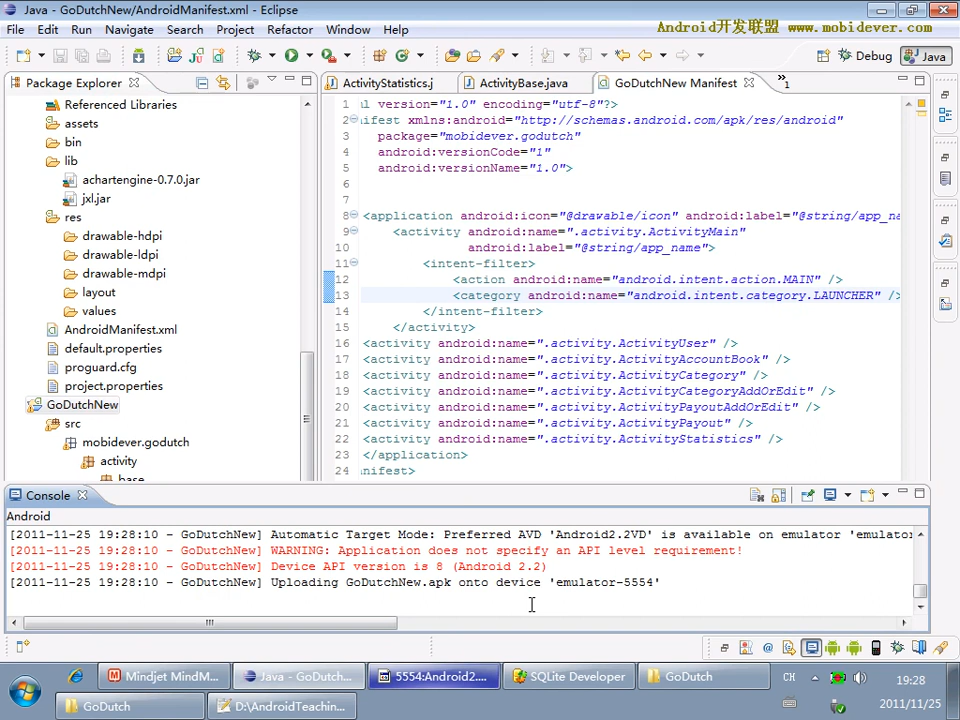 Java - GoDutchNew/AndroidManifest.xml - Eclipse
File Edit Run Navigate Search Project Refactor Window Help
Android开发联盟 www.mobidever.com
Debug Java
Package Explorer
ActivityStatistics.j ActivityBase.java GoDutchNew Manifest » 1
Referenced Libraries
assets
bin
lib
achartengine-0.7.0.jar
jxl.jar
res
drawable-hdpi
drawable-ldpi
drawable-mdpi
layout
values
AndroidManifest.xml
default.properties
proguard.cfg
project.properties
GoDutchNew
src
mobidever.godutch
activity
base
1 l version="1.0" encoding="utf-8"?>
2 ifest xmlns:android="http://schemas.android.com/apk/res/android"
3 package="mobidever.godutch"
4 android:versionCode="1"
5 android:versionName="1.0">
6
7
8 <application android:icon="@drawable/icon" android:label="@string/app_na
9 <activity android:name=".activity.ActivityMain"
10 android:label="@string/app_name">
11 <intent-filter>
12 <action android:name="android.intent.action.MAIN" />
13 <category android:name="android.intent.category.LAUNCHER" />
14 </intent-filter>
15 </activity>
16 <activity android:name=".activity.ActivityUser" />
17 <activity android:name=".activity.ActivityAccountBook" />
18 <activity android:name=".activity.ActivityCategory" />
19 <activity android:name=".activity.ActivityCategoryAddOrEdit" />
20 <activity android:name=".activity.ActivityPayoutAddOrEdit" />
21 <activity android:name=".activity.ActivityPayout" />
22 <activity android:name=".activity.ActivityStatistics" />
23 </application>
24 nifest>
Console
Android
[2011-11-25 19:28:10 - GoDutchNew] Automatic Target Mode: Preferred AVD 'Android2.2VD' is available on emulator 'emulator
[2011-11-25 19:28:10 - GoDutchNew] WARNING: Application does not specify an API level requirement!
[2011-11-25 19:28:10 - GoDutchNew] Device API version is 8 (Android 2.2)
[2011-11-25 19:28:10 - GoDutchNew] Uploading GoDutchNew.apk onto device 'emulator-5554'
Mindjet MindM... Java - GoDutch... 5554:Android2.... SQLite Developer GoDutch CH 19:28
GoDutch D:\AndroidTeachin... 2011/11/25